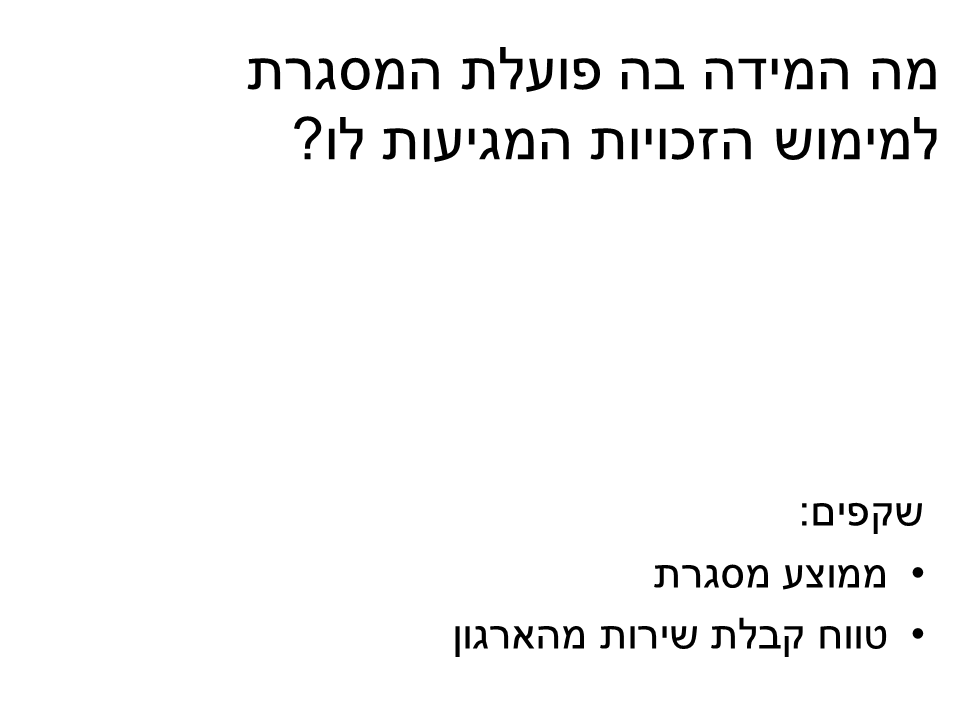 מה המידה בה פועלת המסגרת
למימוש הזכויות המגיעות לו?
שקפים:
• ממוצע מסגרת
• טווח קבלת שירות מהארגון